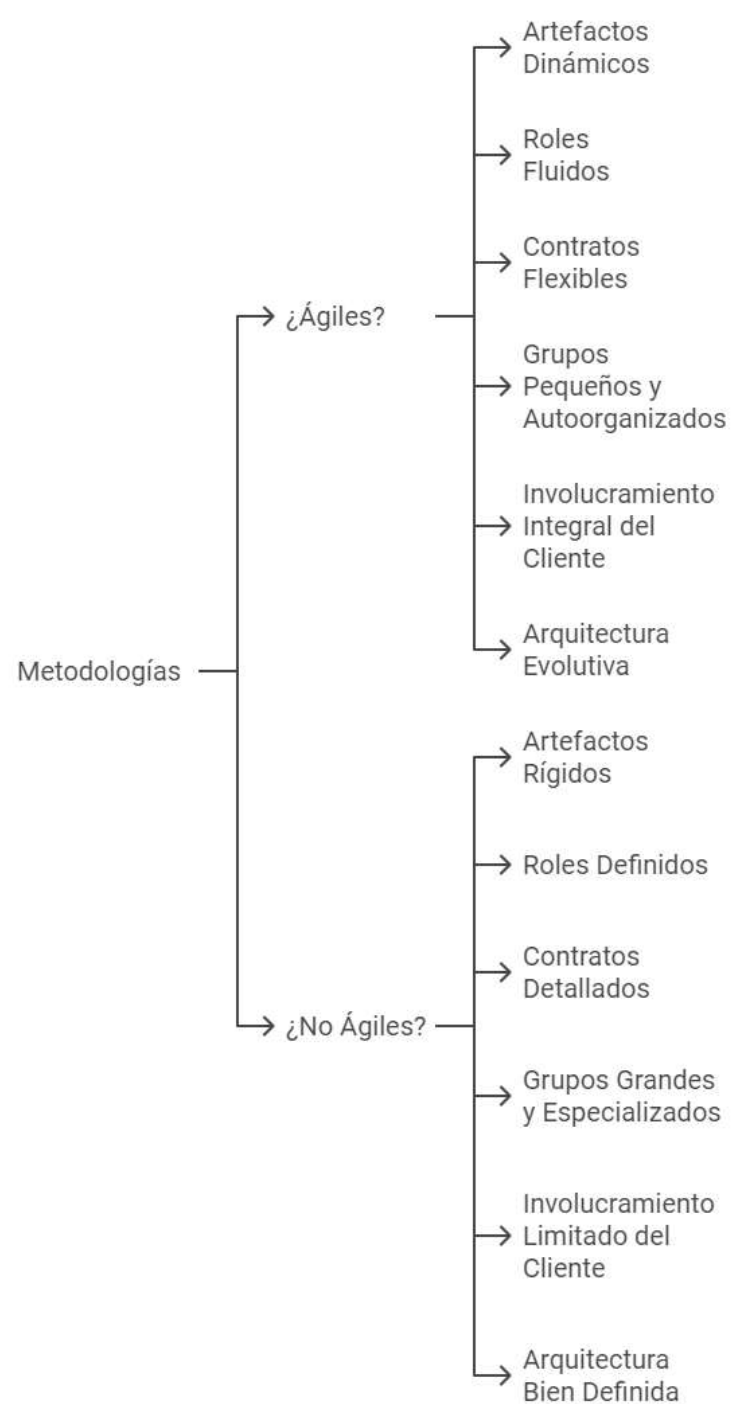 Metodologías
¿Ágiles?
Artefactos
Dinámicos
Roles
Fluidos
Contratos
Flexibles
Grupos
Pequeños y
Autoorganizados
Involucramiento
Integral del
Cliente
Arquitectura
Evolutiva
¿No Ágiles?
Artefactos
Rígidos
Roles Definidos
Contratos
Detallados
Grupos Grandes
y Especializados
Involucramiento
Limitado del
Cliente
Arquitectura
Bien Definida